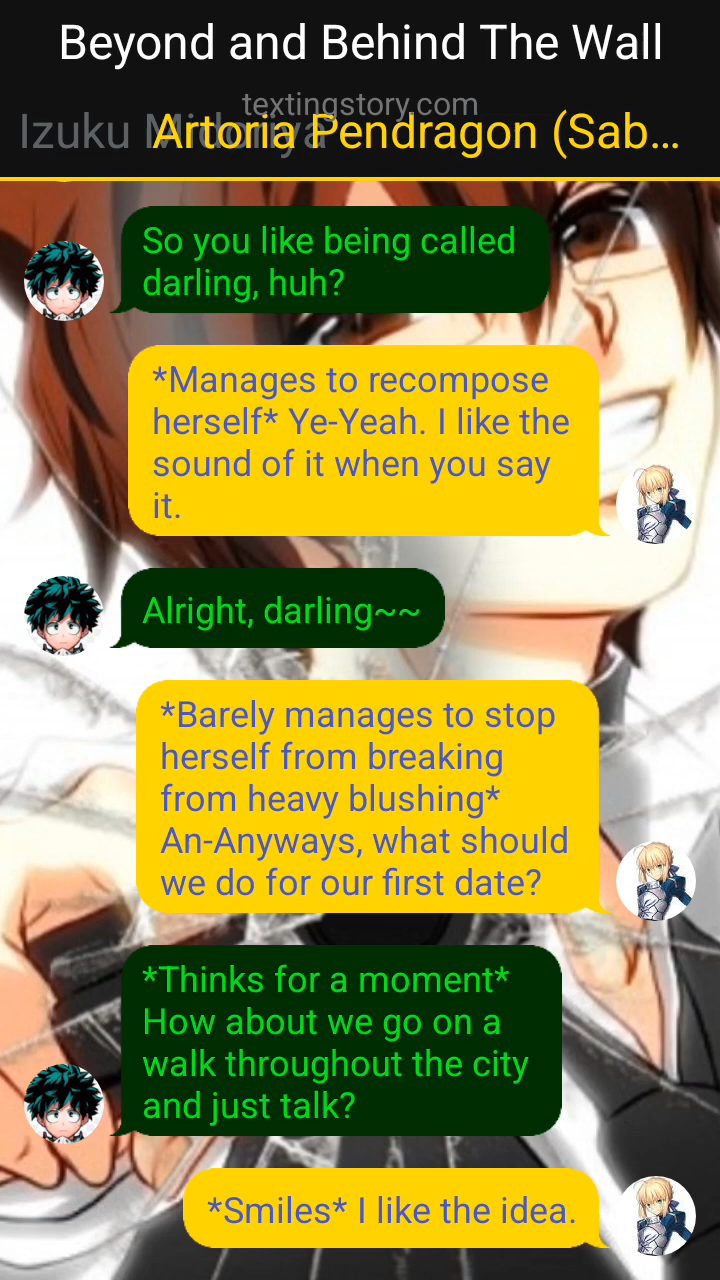 Beyond and Behind The Wall
textingstory.com
Izuku Midoriya
Artoria Pendragon (Sab...
So you like being called
darling, huh?
*Manages to recompose
herself* Ye-Yeah. I like the
sound of it when you say
it.
Alright, darling~~
*Barely manages to stop
herself from breaking
from heavy blushing*
An-Anyways, what should
we do for our first date?
*Thinks for a moment*
How about we go on a
walk throughout the city
and just talk?
*Smiles* I like the idea.